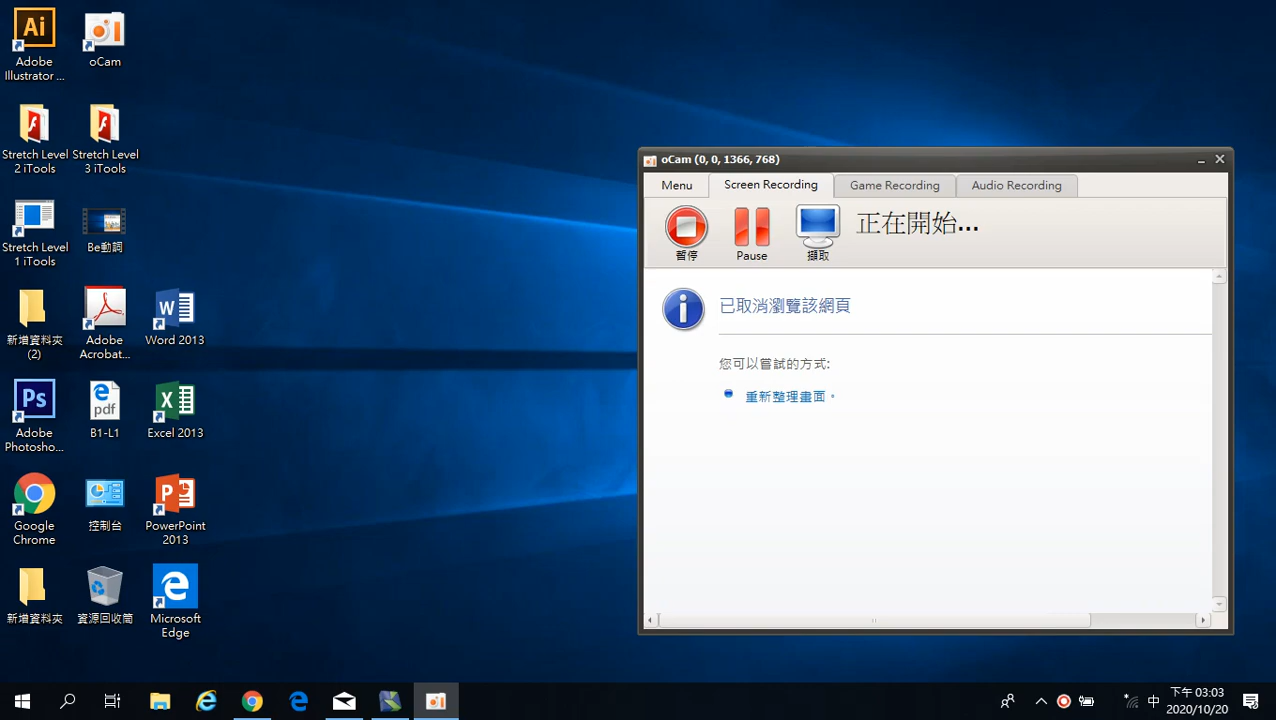 Adobe
Illustrator ...
oCam
Stretch Level
2 iTools
Stretch Level
3 iTools
Stretch Level
1 iTools
Be動詞
新增資料夾
(2)
Adobe
Acrobat...
Word 2013
Adobe
Photosho...
B1-L1
Excel 2013
Google
Chrome
控制台
PowerPoint
2013
新增資料夾
資源回收筒
Microsoft
Edge
Ai
Ps
pdf
oCam (0, 0, 1366, 768)
Menu
Screen Recording
Game Recording
Audio Recording
暫停
Pause
擷取
正在開始...
已取消瀏覽該網頁
您可以嘗試的方式:
重新整理畫面。
中
下午 03:03
2020/10/20